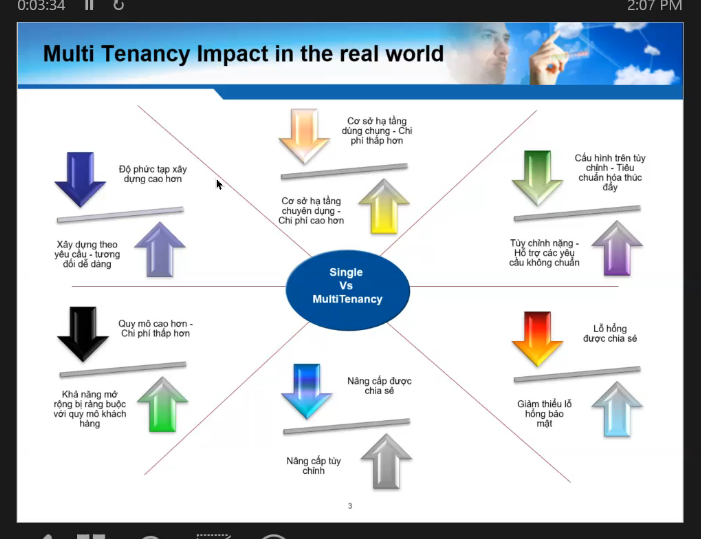 0:03:34
2:07 PM
Multi Tenancy Impact in the real world
Cơ sở hạ tầng
dùng chung - Chi
phí thấp hơn
Cơ sở hạ tầng
chuyên dụng -
Chi phí cao hơn
Độ phức tạp xây
dựng cao hơn
Xây dựng theo
yêu cầu - tương
đối dễ dàng
Cấu hình trên tùy
chỉnh - Tiêu
chuẩn hóa thúc
đẩy
Tùy chỉnh nặng -
Hỗ trợ các yêu
cầu không chuẩn
Single
Vs
MultiTenancy
Quy mô cao hơn -
Chi phí thấp hơn
Khả năng mở
rộng bị ràng buộc
với quy mô khách
hàng
Nâng cấp được
chia sẻ
Nâng cấp tùy
chỉnh
Lỗ hổng
được chia sẻ
Giảm thiểu lỗ
hổng bảo
mật
3